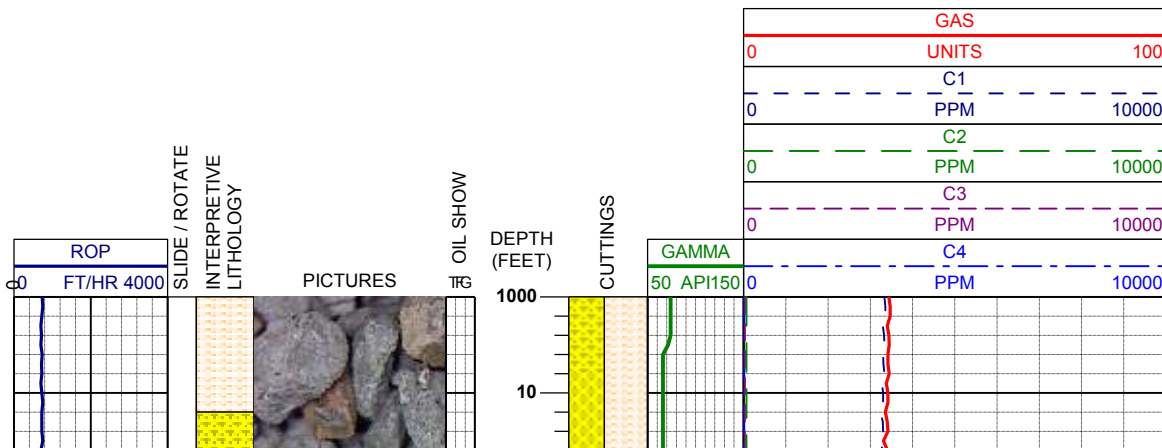 GAS
0 UNITS 100
C1
0 PPM 10000
C2
0 PPM 10000
C3
0 PPM 10000
C4
0 PPM 10000
SLIDE / ROTATE
INTERPRETIVE
LITHOLOGY
PICTURES
OIL SHOW
DEPTH
(FEET)
CUTTINGS
ROP
0 FT/HR 4000
GAMMA
50 API150
1000
10